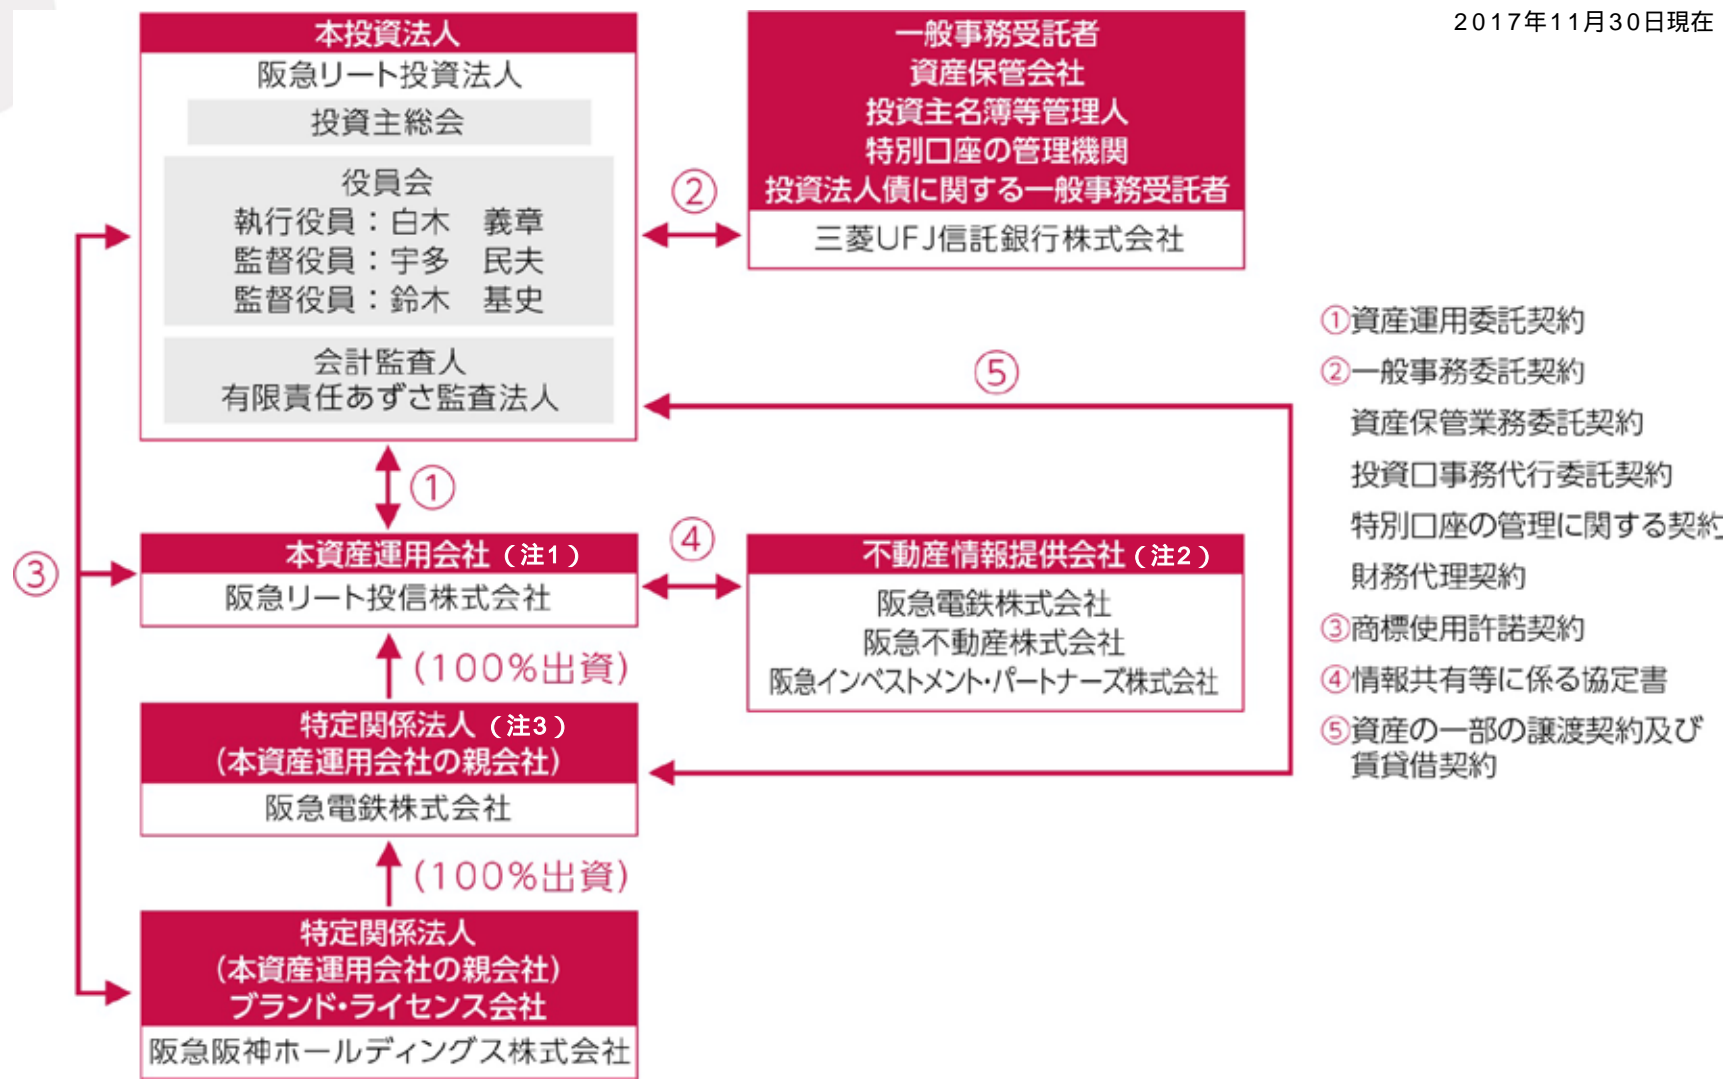 2017年11月30日現在
本投資法人
阪急リート投資法人
投資主総会
役員会
執行役員：白木　義章
監督役員：宇多　民夫
監督役員：鈴木　基史
会計監査人
有限責任あずさ監査法人
②
一般事務受託者
資産保管会社
投資主名簿等管理人
特別口座の管理機関
投資法人債に関する一般事務受託者
三菱UFJ信託銀行株式会社
⑤
①
③
本資産運用会社（注1）
阪急リート投信株式会社
④
不動産情報提供会社（注2）
阪急電鉄株式会社
阪急不動産株式会社
阪急インベストメント・パートナーズ株式会社
(100%出資)
特定関係法人（注3）
(本資産運用会社の親会社)
阪急電鉄株式会社
(100%出資)
特定関係法人
(本資産運用会社の親会社)
ブランド・ライセンス会社
阪急阪神ホールディングス株式会社
①資産運用委託契約
②一般事務委託契約
資産保管業務委託契約
投資口事務代行委託契約
特別口座の管理に関する契約
財務代理契約
③商標使用許諾契約
④情報共有等に係る協定書
⑤資産の一部の譲渡契約及び
賃貸借契約